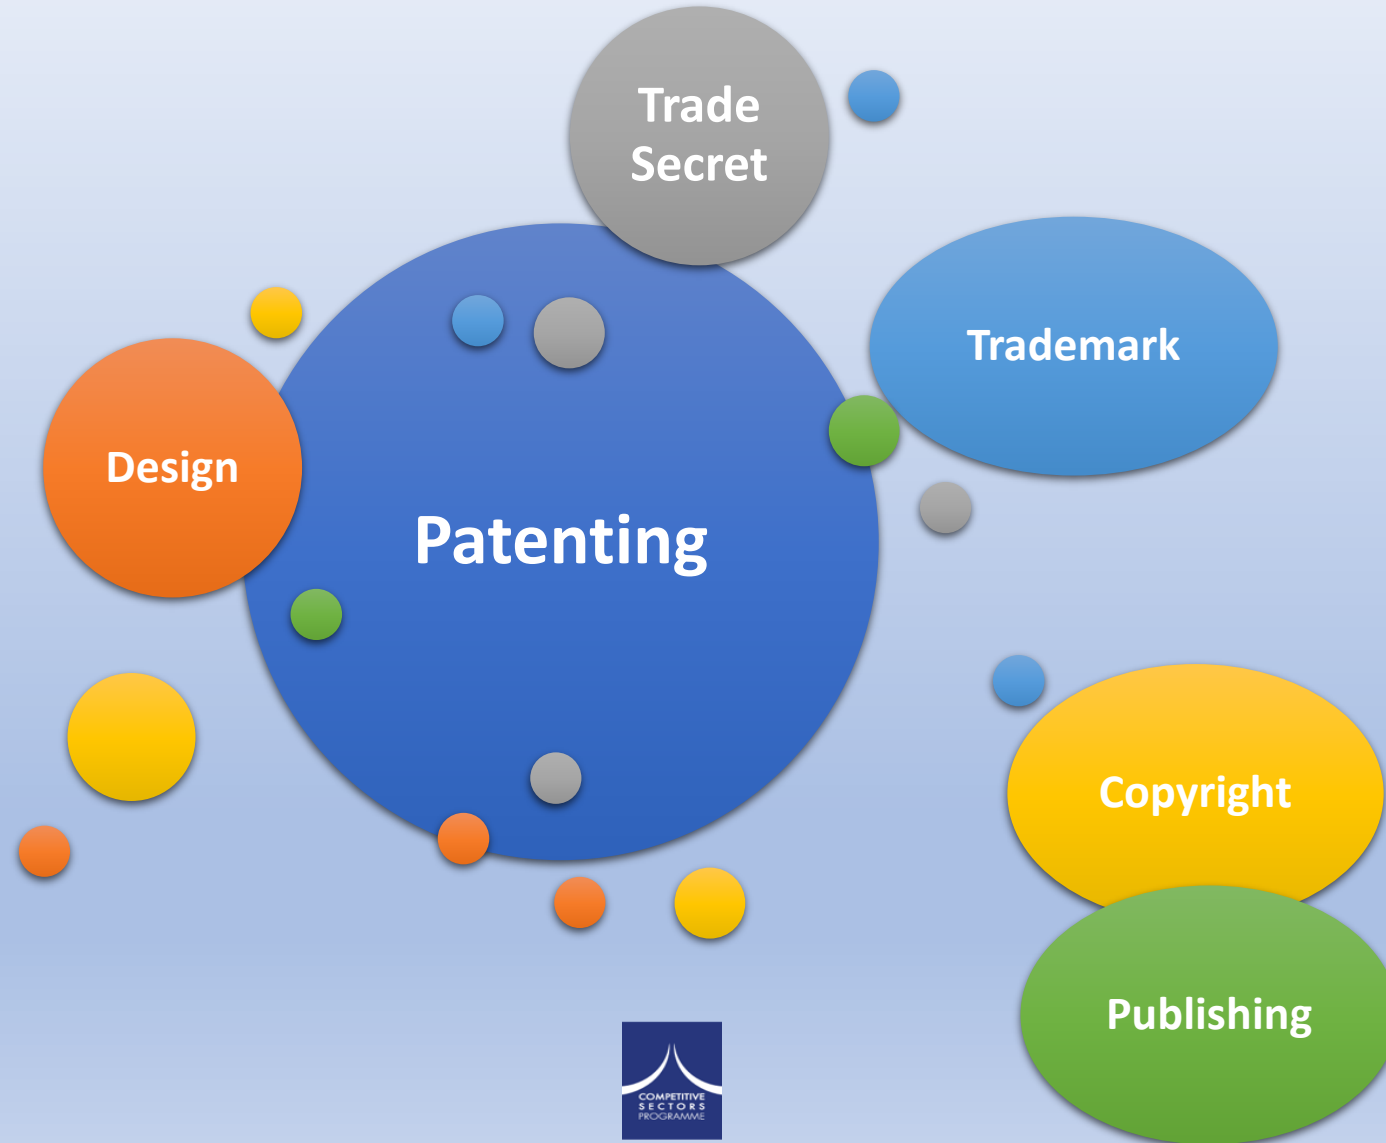 Trade
Secret
Trademark
Design
Patenting
Copyright
Publishing
COMPETITIVE
SECTORS
PROGRAMME